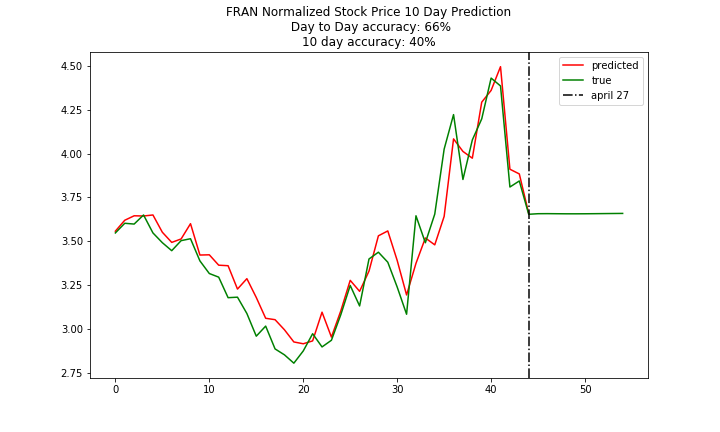 FRAN Normalized Stock Price 10 Day Prediction
Day to Day accuracy: 66%
10 day accuracy: 40%
predicted
true
april 27
4.50
4.25
4.00
3.75
3.50
3.25
3.00
2.75
0 10 20 30 40 50